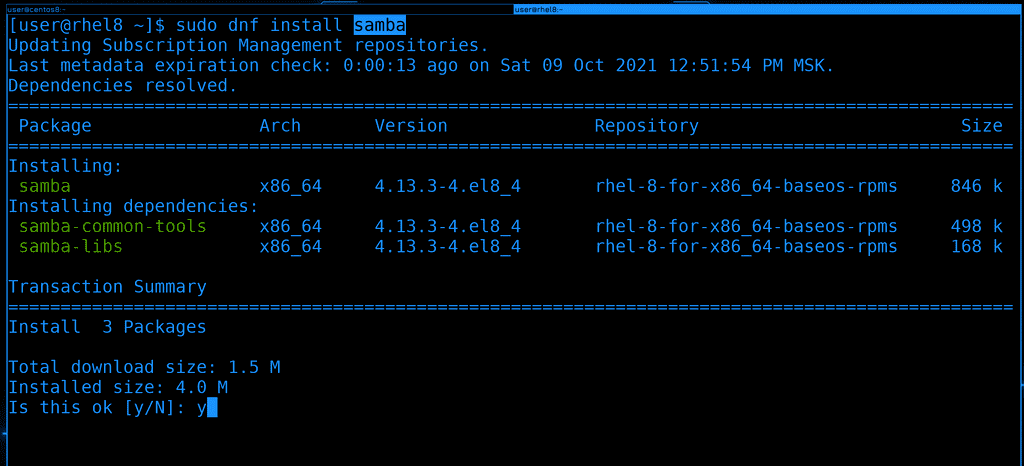 user@centos8:~ user@rhel8:~
[user@rhel8 ~]$ sudo dnf install samba
Updating Subscription Management repositories.
Last metadata expiration check: 0:00:13 ago on Sat 09 Oct 2021 12:51:54 PM MSK.
Dependencies resolved.
================================================================================================
Package Arch Version Repository Size
================================================================================================
Installing:
samba x86_64 4.13.3-4.el8_4 rhel-8-for-x86_64-baseos-rpms 846 k
Installing dependencies:
samba-common-tools x86_64 4.13.3-4.el8_4 rhel-8-for-x86_64-baseos-rpms 498 k
samba-libs x86_64 4.13.3-4.el8_4 rhel-8-for-x86_64-baseos-rpms 168 k
Transaction Summary
================================================================================================
Install 3 Packages
Total download size: 1.5 M
Installed size: 4.0 M
Is this ok [y/N]: y